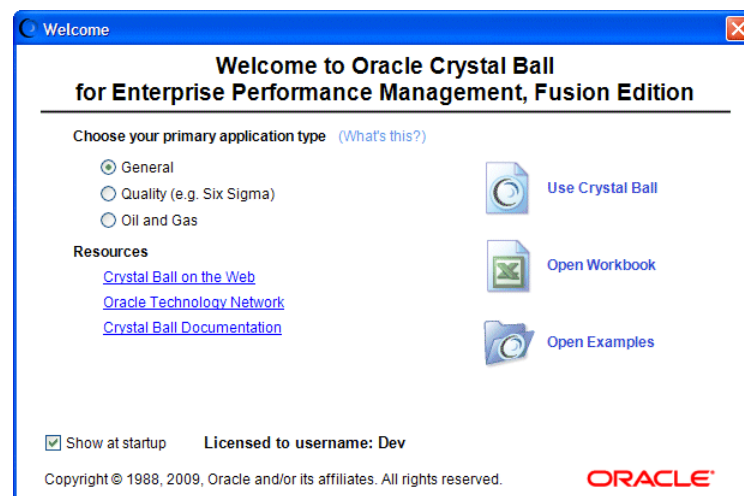 Welcome
Welcome to Oracle Crystal Ball
for Enterprise Performance Management, Fusion Edition
Choose your primary application type (What's this?)
General
Quality (e.g. Six Sigma)
Oil and Gas
Resources
Crystal Ball on the Web
Oracle Technology Network
Crystal Ball Documentation
Use Crystal Ball
Open Workbook
Open Examples
Show at startup Licensed to username: Dev
Copyright © 1988, 2009, Oracle and/or its affiliates. All rights reserved.
ORACLE